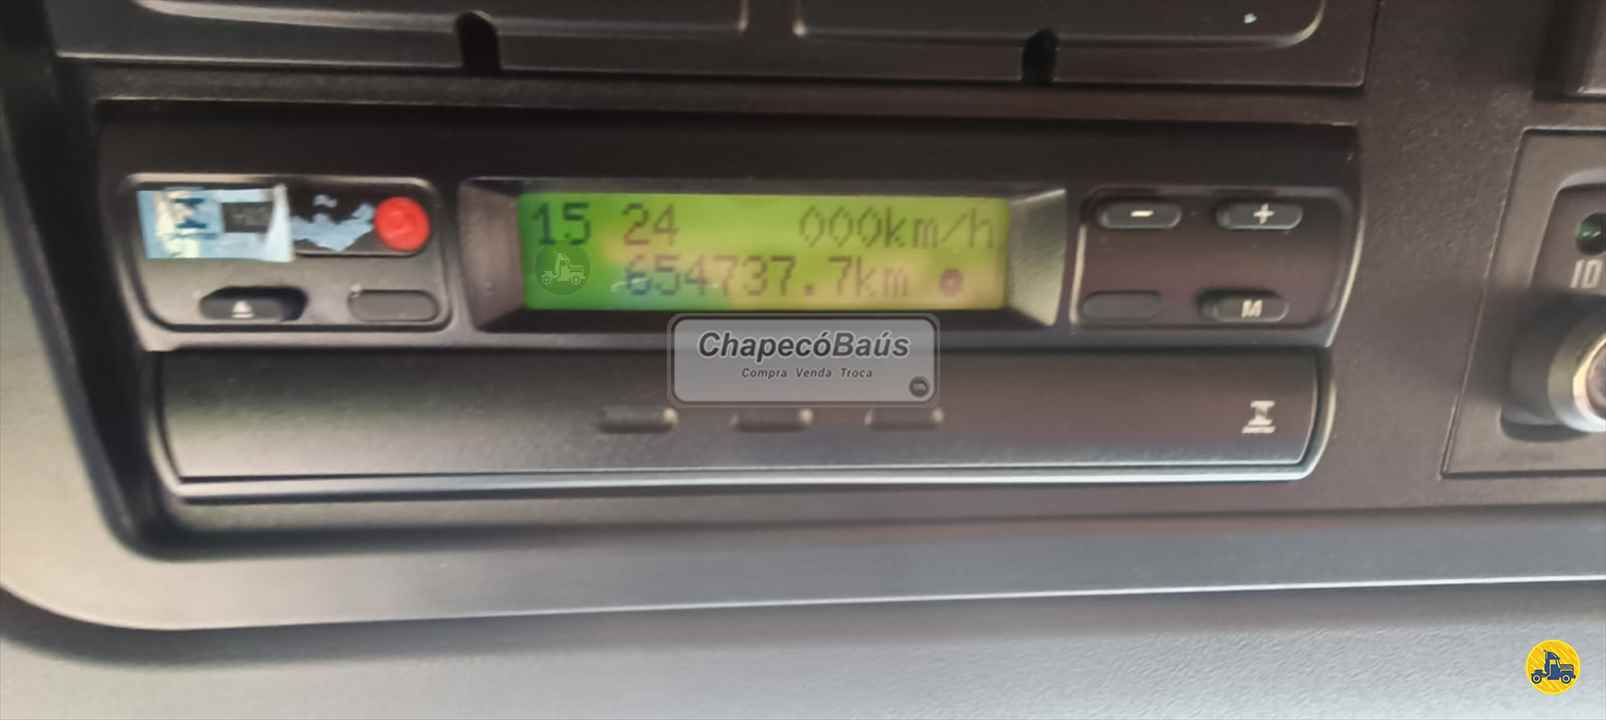 15 24 000km/h
654737.7km
M
ChapecóBaús
Compra Venda Troca